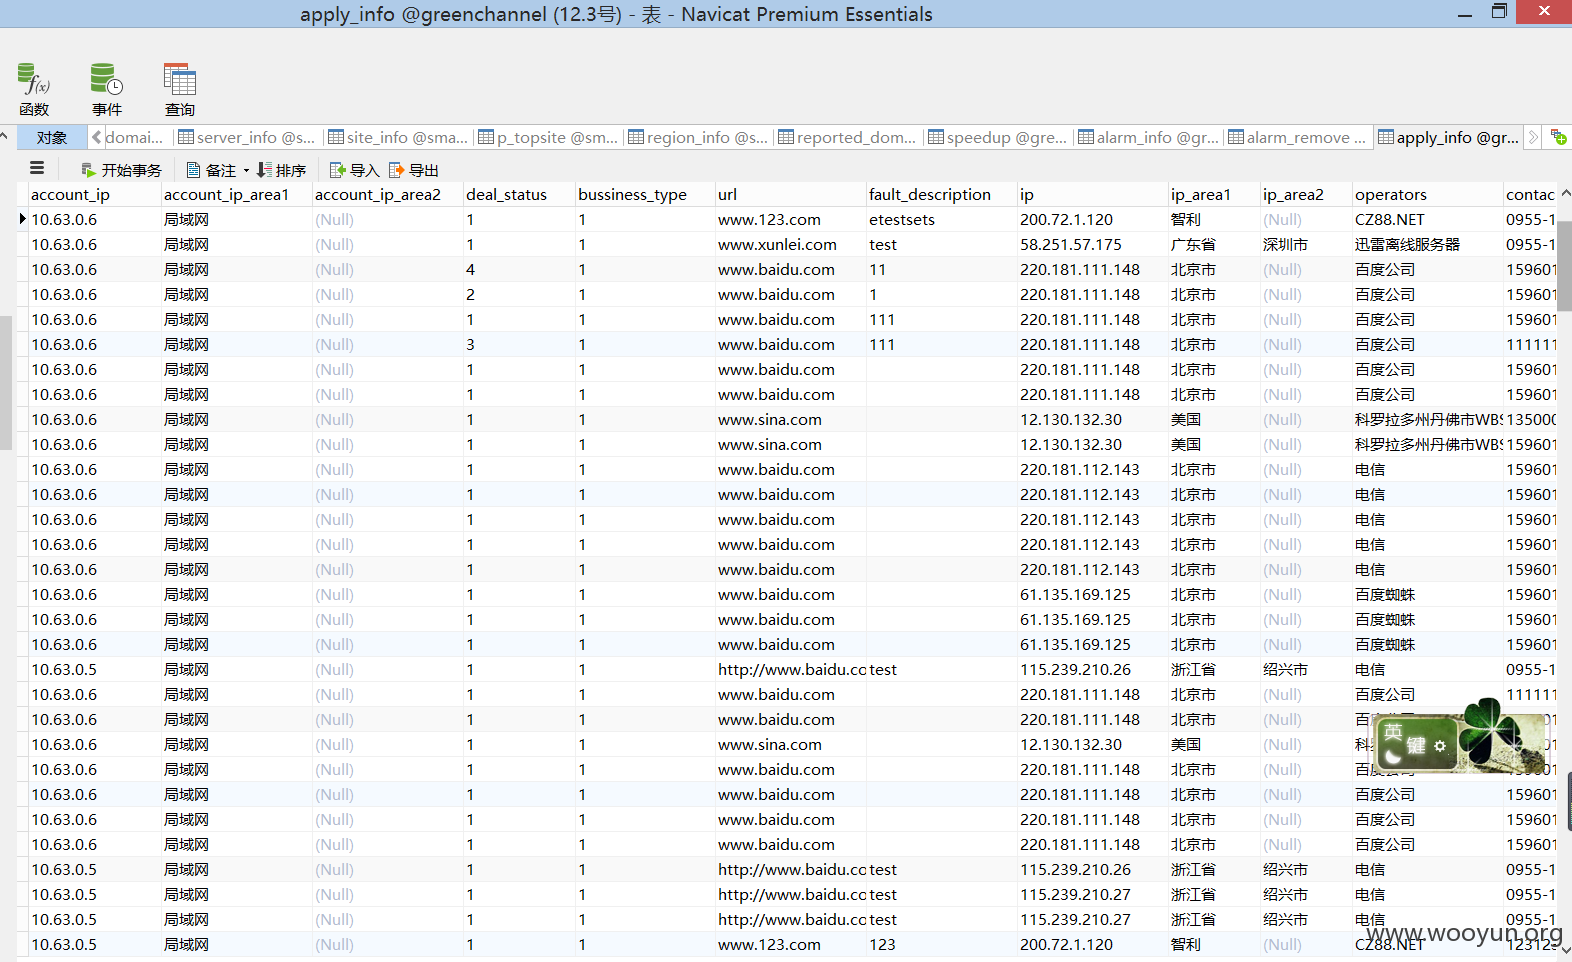 apply_info @greenchannel (12.3号) - 表 - Navicat Premium Essentials
函数 事件 查询
对象 domai... server_info @s... site_info @sma... p_topsite @sm... region_info @s... reported_dom... speedup @gre... alarm_info @gr... alarm_remove ... apply_info @gr...
开始事务 备注 排序 导入 导出
account_ip account_ip_area1 account_ip_area2 deal_status bussiness_type url fault_description ip ip_area1 ip_area2 operators contac
10.63.0.6 局域网 (Null) 1 1 www.123.com etestsets 200.72.1.120 智利 (Null) CZ88.NET 0955-1
10.63.0.6 局域网 (Null) 1 1 www.xunlei.com test 58.251.57.175 广东省 深圳市 迅雷离线服务器 0955-1
10.63.0.6 局域网 (Null) 4 1 www.baidu.com 11 220.181.111.148 北京市 (Null) 百度公司 159601
10.63.0.6 局域网 (Null) 2 1 www.baidu.com 1 220.181.111.148 北京市 (Null) 百度公司 159601
10.63.0.6 局域网 (Null) 1 1 www.baidu.com 111 220.181.111.148 北京市 (Null) 百度公司 159601
10.63.0.6 局域网 (Null) 3 1 www.baidu.com 111 220.181.111.148 北京市 (Null) 百度公司 111111
10.63.0.6 局域网 (Null) 1 1 www.baidu.com 220.181.111.148 北京市 (Null) 百度公司 159601
10.63.0.6 局域网 (Null) 1 1 www.baidu.com 220.181.111.148 北京市 (Null) 百度公司 159601
10.63.0.6 局域网 (Null) 1 1 www.sina.com 12.130.132.30 美国 (Null) 科罗拉多州丹佛市WBS 135000
10.63.0.6 局域网 (Null) 1 1 www.sina.com 12.130.132.30 美国 (Null) 科罗拉多州丹佛市WBS 159601
10.63.0.6 局域网 (Null) 1 1 www.baidu.com 220.181.112.143 北京市 (Null) 电信 159601
10.63.0.6 局域网 (Null) 1 1 www.baidu.com 220.181.112.143 北京市 (Null) 电信 159601
10.63.0.6 局域网 (Null) 1 1 www.baidu.com 220.181.112.143 北京市 (Null) 电信 159601
10.63.0.6 局域网 (Null) 1 1 www.baidu.com 220.181.112.143 北京市 (Null) 电信 159601
10.63.0.6 局域网 (Null) 1 1 www.baidu.com 220.181.112.143 北京市 (Null) 电信 159601
10.63.0.6 局域网 (Null) 1 1 www.baidu.com 61.135.169.125 北京市 (Null) 百度蜘蛛 159601
10.63.0.6 局域网 (Null) 1 1 www.baidu.com 61.135.169.125 北京市 (Null) 百度蜘蛛 159601
10.63.0.6 局域网 (Null) 1 1 www.baidu.com 61.135.169.125 北京市 (Null) 百度蜘蛛 159601
10.63.0.5 局域网 (Null) 1 1 http://www.baidu.co test 115.239.210.26 浙江省 绍兴市 电信 0955-1
10.63.0.6 局域网 (Null) 1 1 www.baidu.com 220.181.111.148 北京市 (Null) 百度公司 111111
10.63.0.6 局域网 (Null) 1 1 www.baidu.com 220.181.111.148 北京市 (Null) 01
10.63.0.6 局域网 (Null) 1 1 www.sina.com 12.130.132.30 美国 (Null) 01
10.63.0.6 局域网 (Null) 1 1 www.baidu.com 220.181.111.148 北京市 (Null)
10.63.0.6 局域网 (Null) 1 1 www.baidu.com 220.181.111.148 北京市 (Null) 百度公司 159601
10.63.0.6 局域网 (Null) 1 1 www.baidu.com 220.181.111.148 北京市 (Null) 百度公司 159601
10.63.0.6 局域网 (Null) 1 1 www.baidu.com 220.181.111.148 北京市 (Null) 百度公司 159601
10.63.0.5 局域网 (Null) 1 1 http://www.baidu.co test 115.239.210.26 浙江省 绍兴市 电信 0955-1
10.63.0.5 局域网 (Null) 1 1 http://www.baidu.co test 115.239.210.27 浙江省 绍兴市 电信 0955-1
10.63.0.5 局域网 (Null) 1 1 http://www.baidu.co test 115.239.210.27 浙江省 绍兴市 电信 0955-1
10.63.0.5 局域网 (Null) 1 1 www.123.com 123 200.72.1.120 智利 (Null) CZ88.NET
英 键
www.wooyun.org